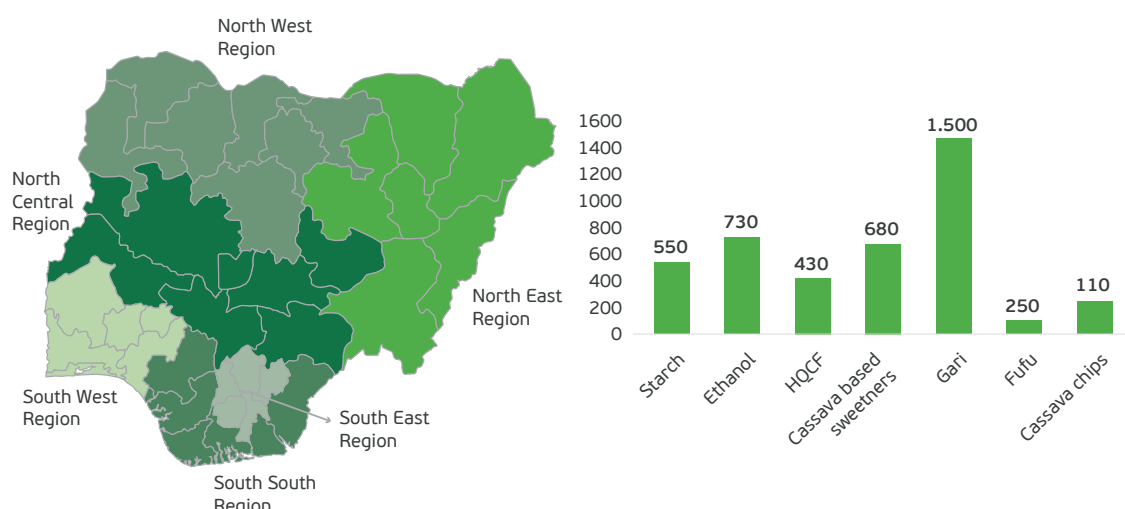 North West
Region
North
Central
Region
North East
Region
South West
Region
South East
Region
South South
Region
1600
1400
1200
1000
800
600
400
200
0
550
730
430
680
1.500
250
110
Starch
Ethanol
HQCF
Cassava based
sweetners
Gari
Fufu
Cassava chips